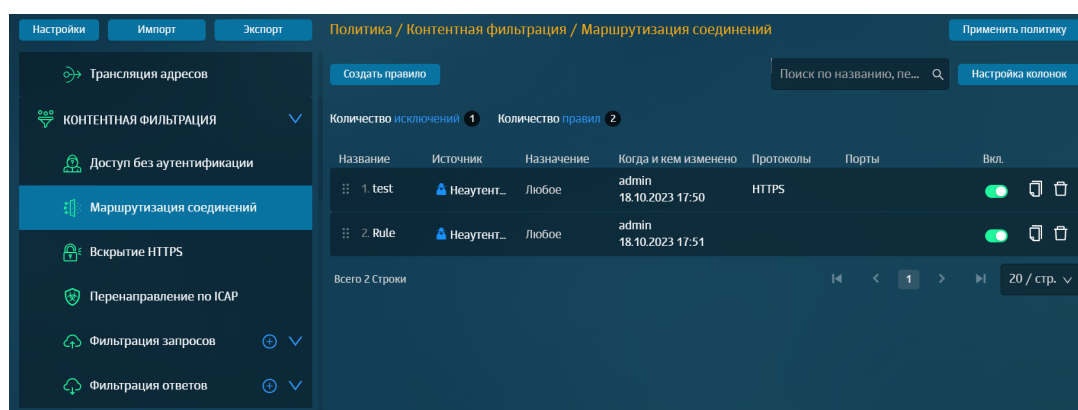 Настройки Импорт Экспорт Политика / Контентная фильтрация / Маршрутизация соединений Применить политику
Трансляция адресов Создать правило Поиск по названию, пе... Настройка колонок
КОНТЕНТНАЯ ФИЛЬТРАЦИЯ Количество исключений 1 Количество правил 2
Доступ без аутентификации Название Источник Назначение Когда и кем изменено Протоколы Порты Вкл.
1. test Неаутент... Любое admin HTTPS
18.10.2023 17:50
Маршрутизация соединений
2. Rule Неаутент... Любое admin
18.10.2023 17:51
Вскрытие HTTPS
Всего 2 Строки 1 20 / стр.
Перенаправление по ICAP
Фильтрация запросов
Фильтрация ответов